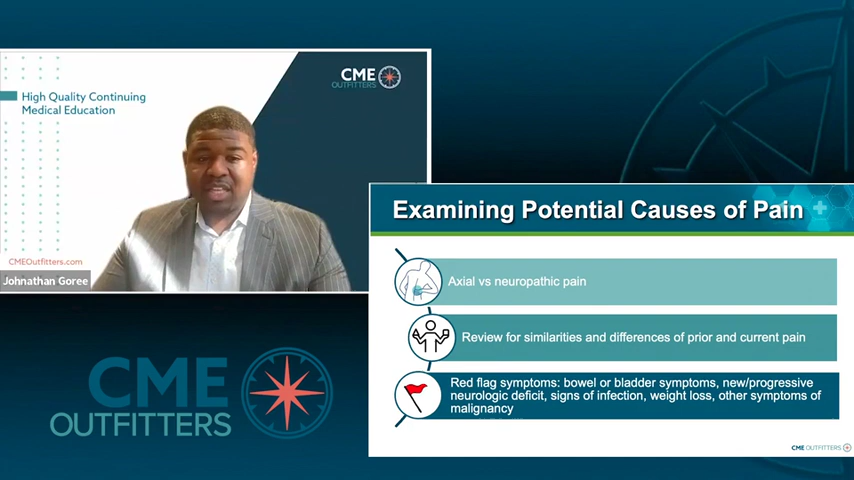 CME
OUTFITTERS
High Quality Continuing
Medical Education
CMEOutfitters.com
Johnathan Goree
Examining Potential Causes of Pain
Axial vs neuropathic pain
Review for similarities and differences of prior and current pain
Red flag symptoms: bowel or bladder symptoms, new/progressive
neurologic deficit, signs of infection, weight loss, other symptoms of
malignancy
CME OUTFITTERS
CME
OUTFITTERS